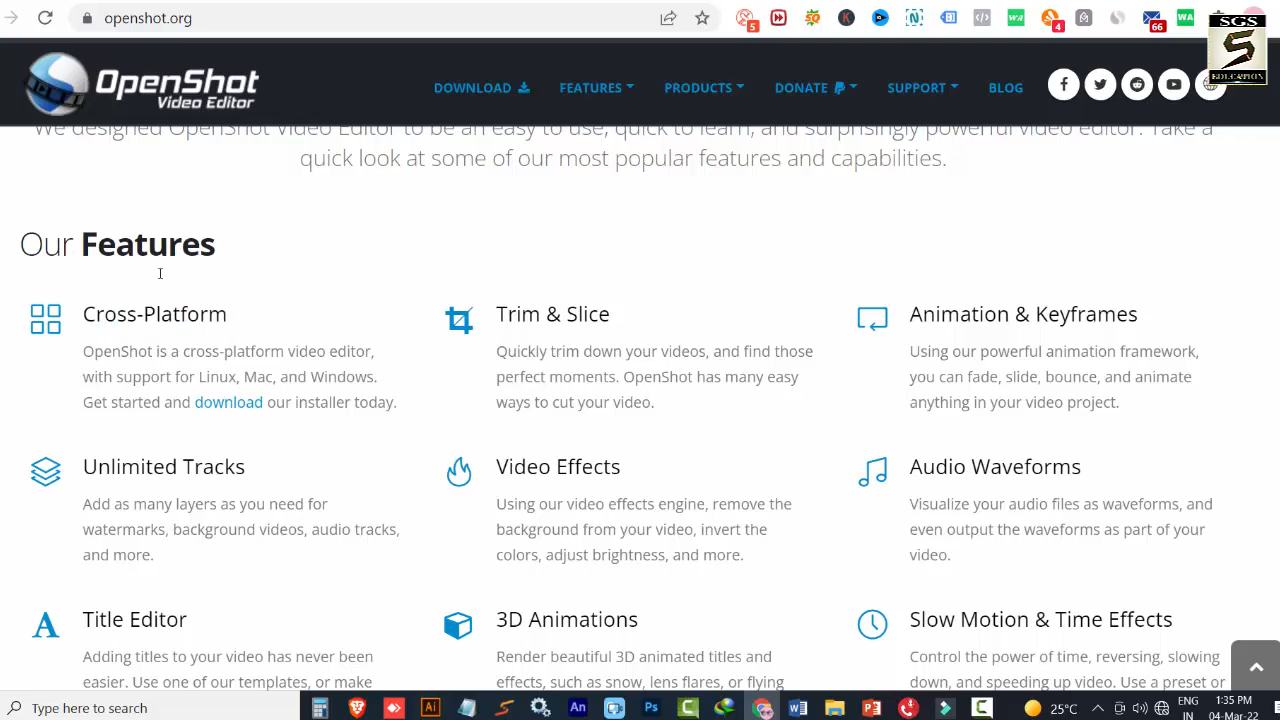 openshot.org
5
4
66
SGS
S
EDUCATION
OpenShot
Video Editor
DOWNLOAD FEATURES PRODUCTS DONATE SUPPORT BLOG
We designed OpenShot Video Editor to be an easy to use, quick to learn, and surprisingly powerful video editor. Take a
quick look at some of our most popular features and capabilities.
Our Features
Cross-Platform
OpenShot is a cross-platform video editor,
with support for Linux, Mac, and Windows.
Get started and download our installer today.
Trim & Slice
Quickly trim down your videos, and find those
perfect moments. OpenShot has many easy
ways to cut your video.
Animation & Keyframes
Using our powerful animation framework,
you can fade, slide, bounce, and animate
anything in your video project.
Unlimited Tracks
Add as many layers as you need for
watermarks, background videos, audio tracks,
and more.
Video Effects
Using our video effects engine, remove the
background from your video, invert the
colors, adjust brightness, and more.
Audio Waveforms
Visualize your audio files as waveforms, and
even output the waveforms as part of your
video.
Title Editor
Adding titles to your video has never been
easier. Use one of our templates, or make
3D Animations
Render beautiful 3D animated titles and
effects, such as snow, lens flares, or flying
Slow Motion & Time Effects
Control the power of time, reversing, slowing
down, and speeding up video. Use a preset or
Type here to search
25°C
ENG
IN
1:35 PM
04-Mar-22